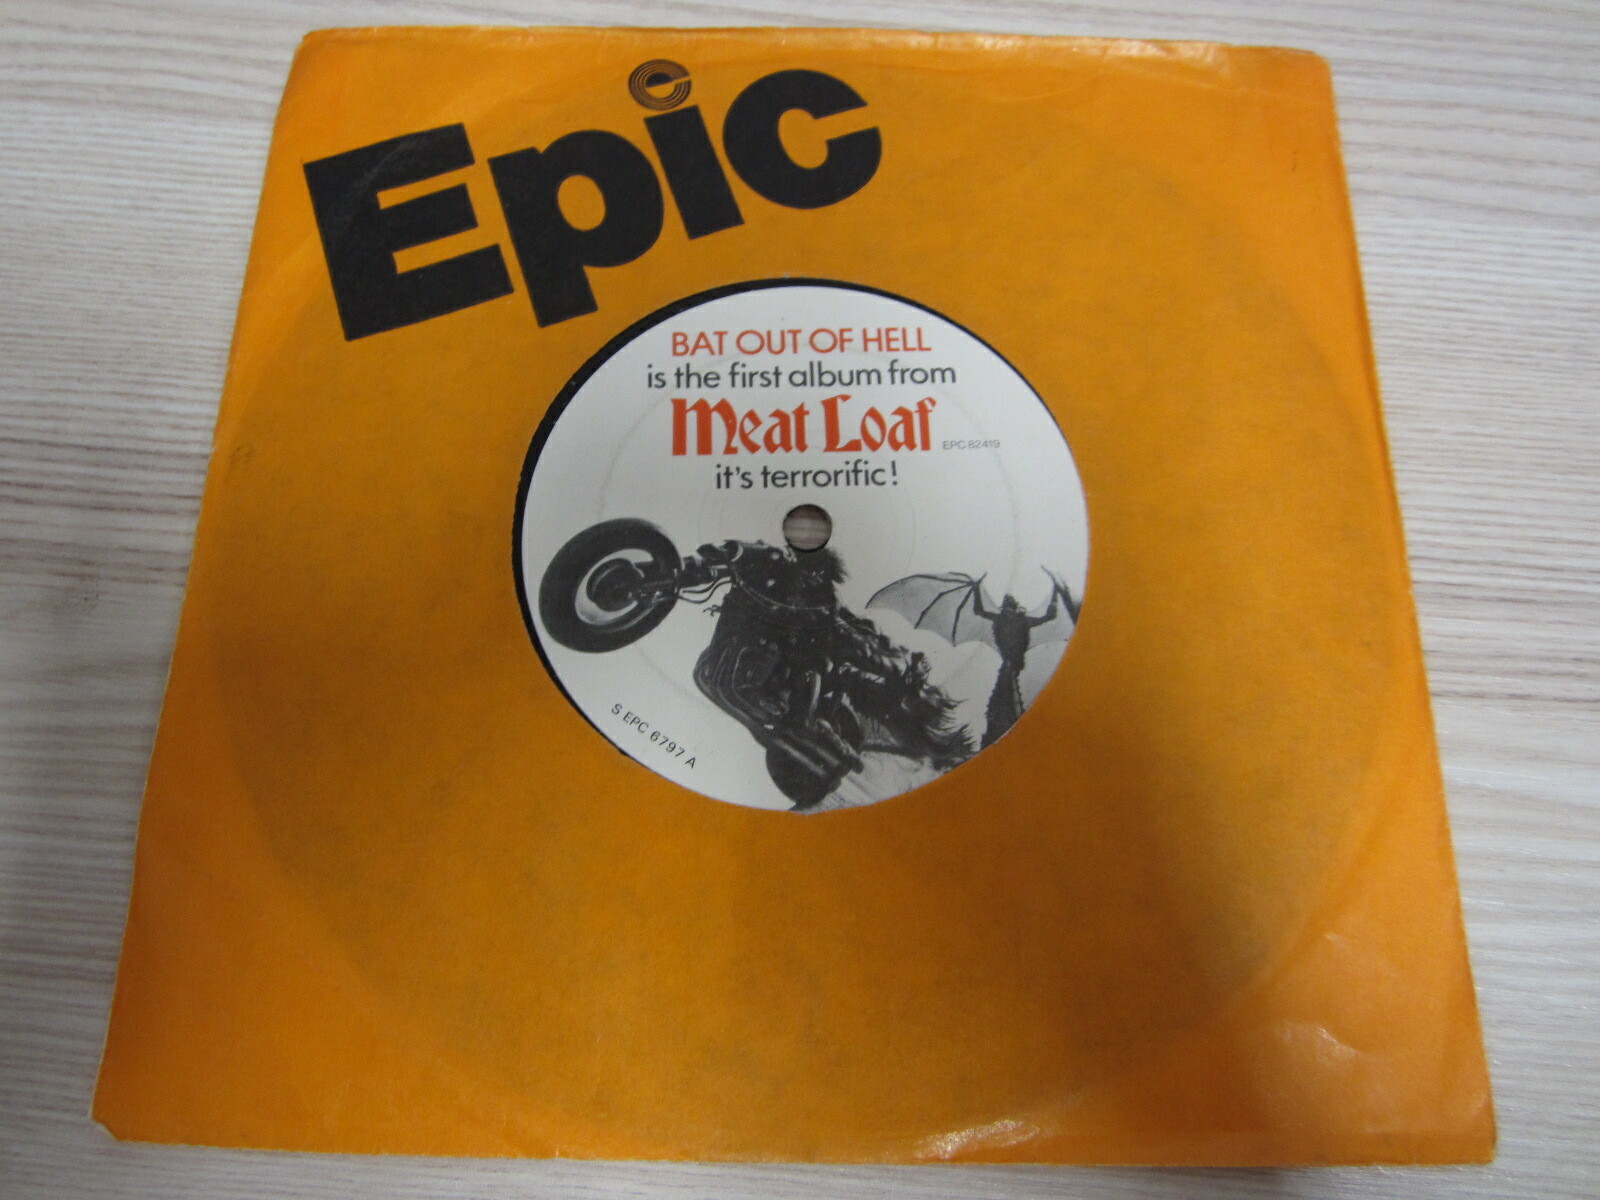 Epic
BAT OUT OF HELL
is the first album from
Meat Loaf
EPC 82419
it's terrorific!
S EPC 6797 A